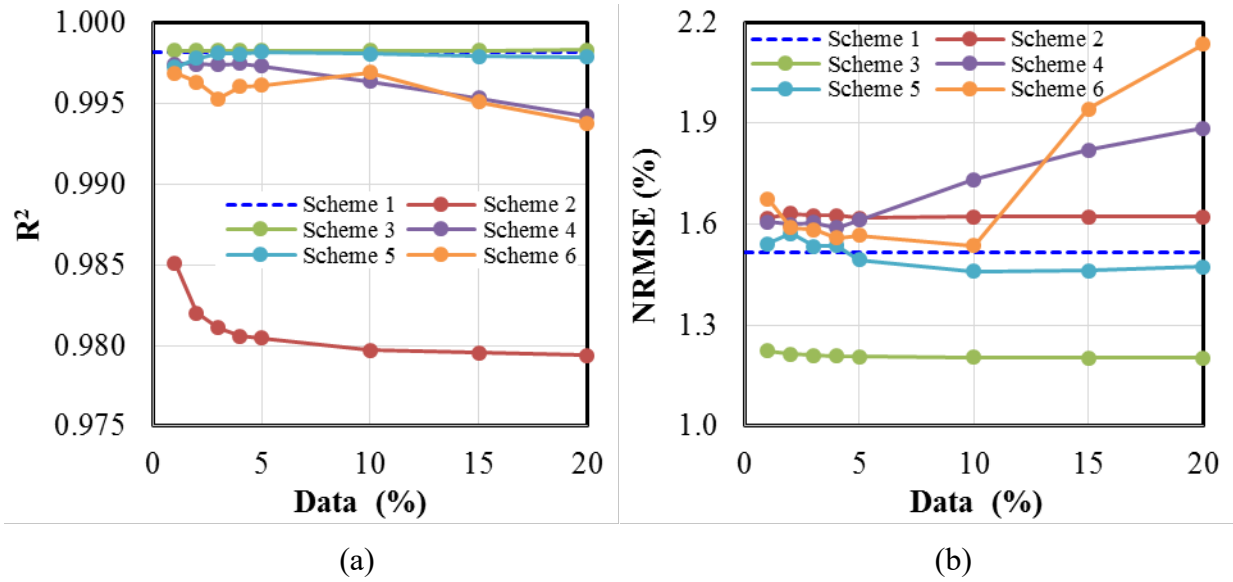 1.000
0.995
0.990
0.985
0.980
0.975
R²
Scheme 1 Scheme 2
Scheme 3 Scheme 4
Scheme 5 Scheme 6
0 5 10 15 20
Data (%)
(a)
2.2
1.9
1.6
1.3
1.0
NRMSE (%)
Scheme 1 Scheme 2
Scheme 3 Scheme 4
Scheme 5 Scheme 6
0 5 10 15 20
Data (%)
(b)